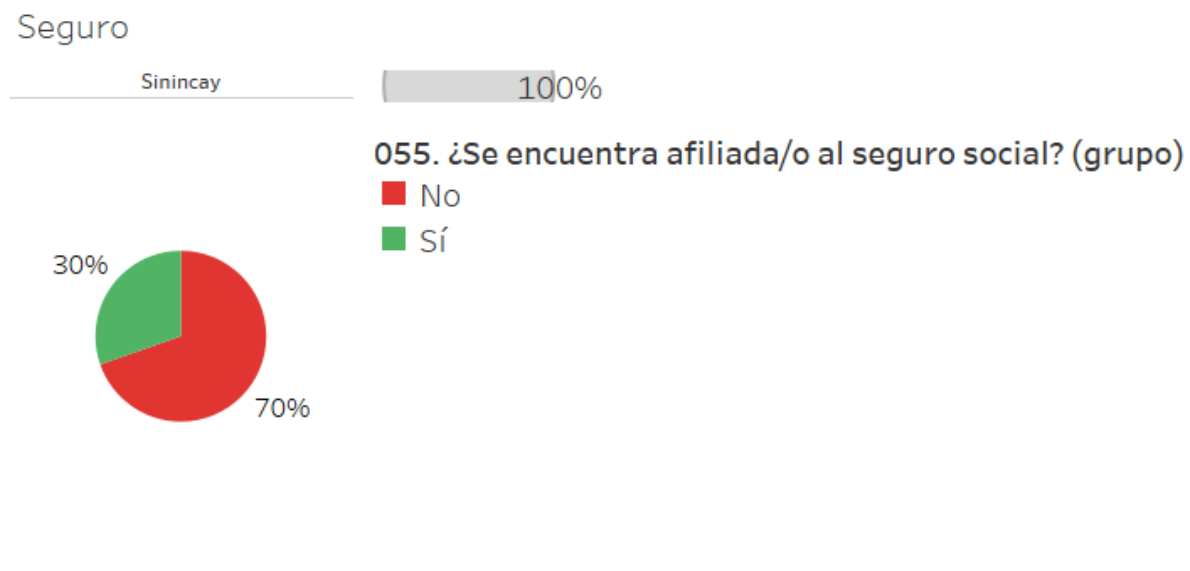 Seguro
Sinincay
100%
055. ¿Se encuentra afiliada/o al seguro social? (grupo)
No
Sí
30%
70%